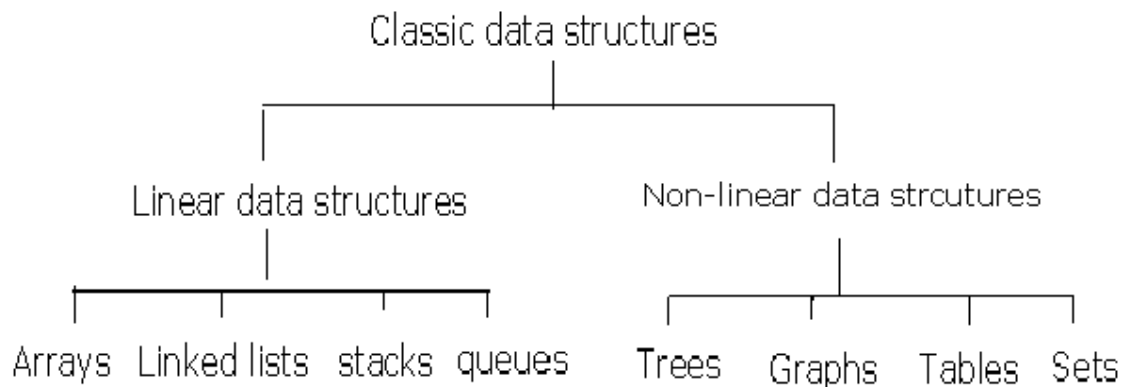 Classic data structures
Linear data structures
Non-linear data strcutures
Arrays Linked lists stacks queues
Trees Graphs Tables Sets